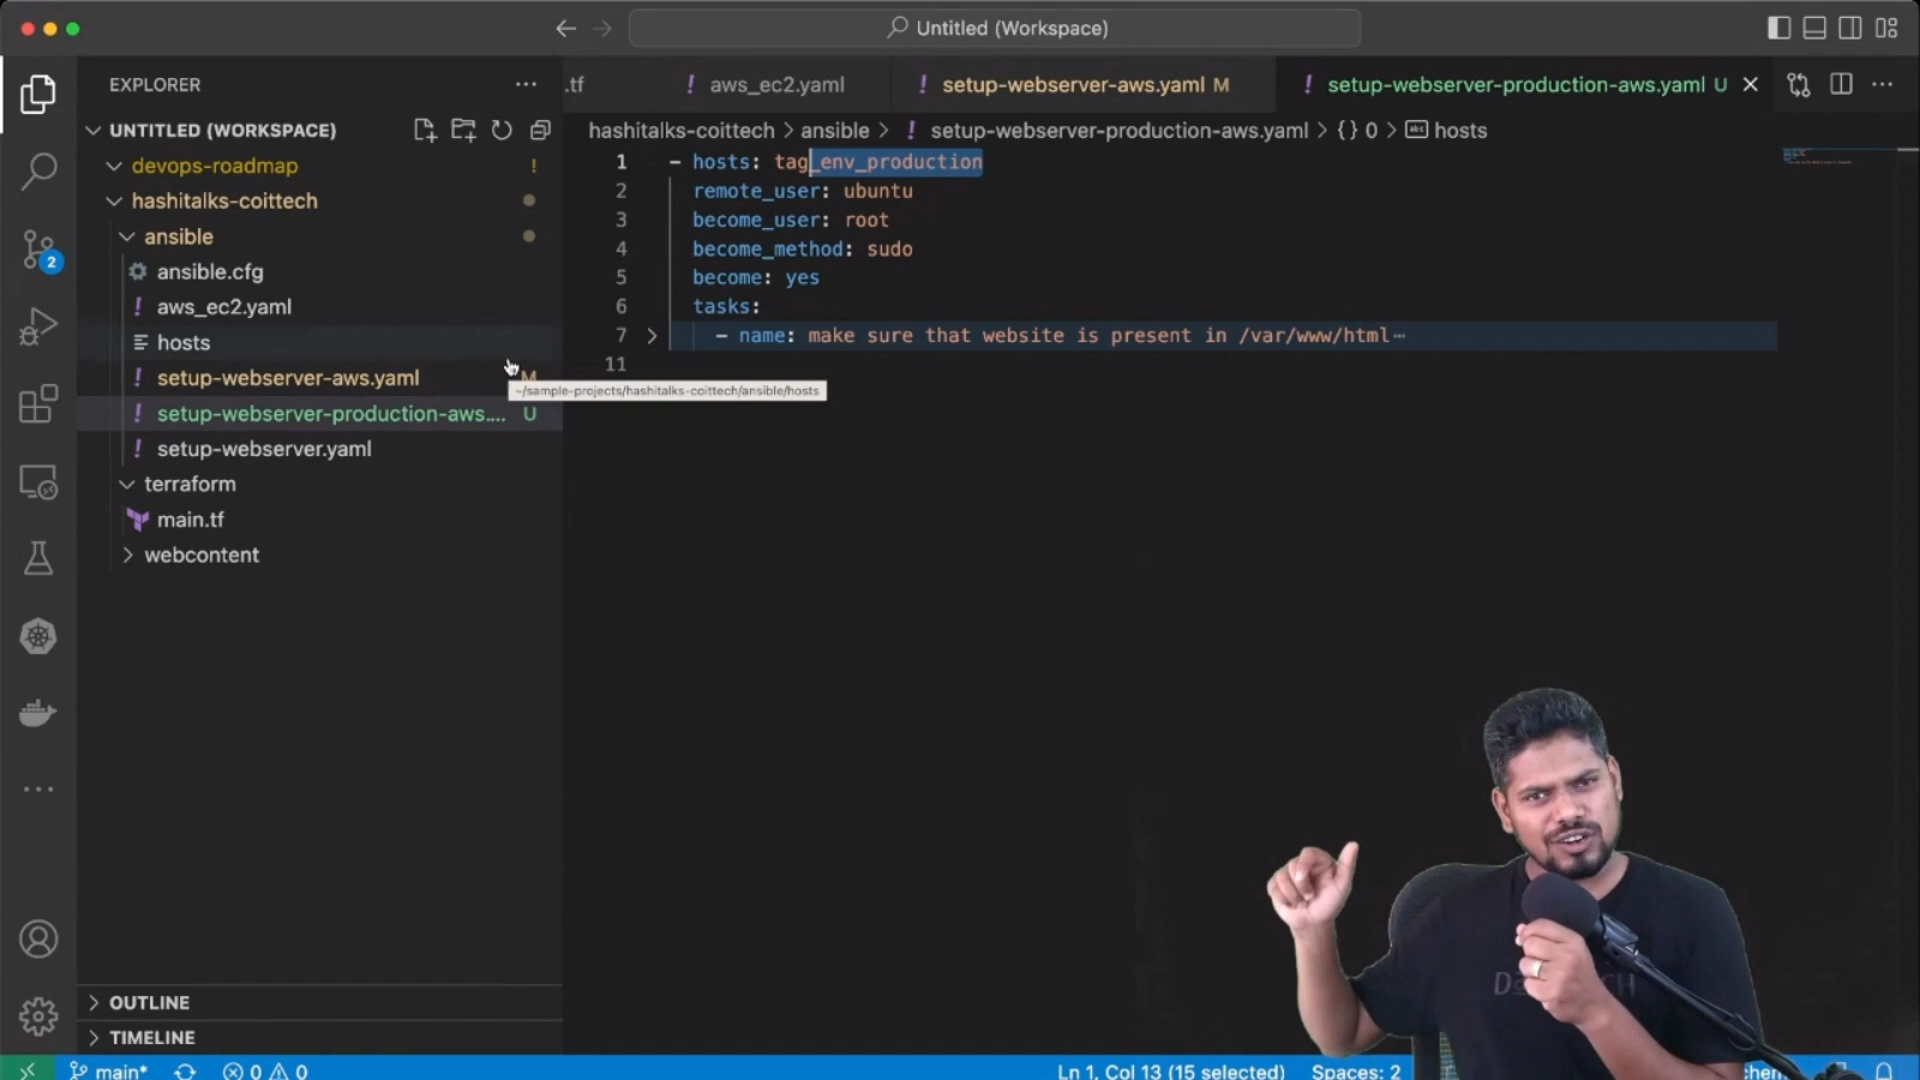 Untitled (Workspace)
EXPLORER
.tf
aws_ec2.yaml
setup-webserver-aws.yaml M
setup-webserver-production-aws.yaml U
UNTITLED (WORKSPACE)
hashitalks-coittech > ansible > ! setup-webserver-production-aws.yaml > {} 0 > hosts
devops-roadmap !
hashitalks-coittech
ansible
ansible.cfg
! aws_ec2.yaml
hosts
! setup-webserver-aws.yaml M
! setup-webserver-production-aws.... U
! setup-webserver.yaml
terraform
main.tf
webcontent
1 - hosts: tag_env_production
2 remote_user: ubuntu
3 become_user: root
4 become_method: sudo
5 become: yes
6 tasks:
7 - name: make sure that website is present in /var/www/html…
11
~/sample-projects/hashitalks-coittech/ansible/hosts
2
OUTLINE
TIMELINE
main* 0 0 Ln 1, Col 13 (15 selected) Spaces: 2